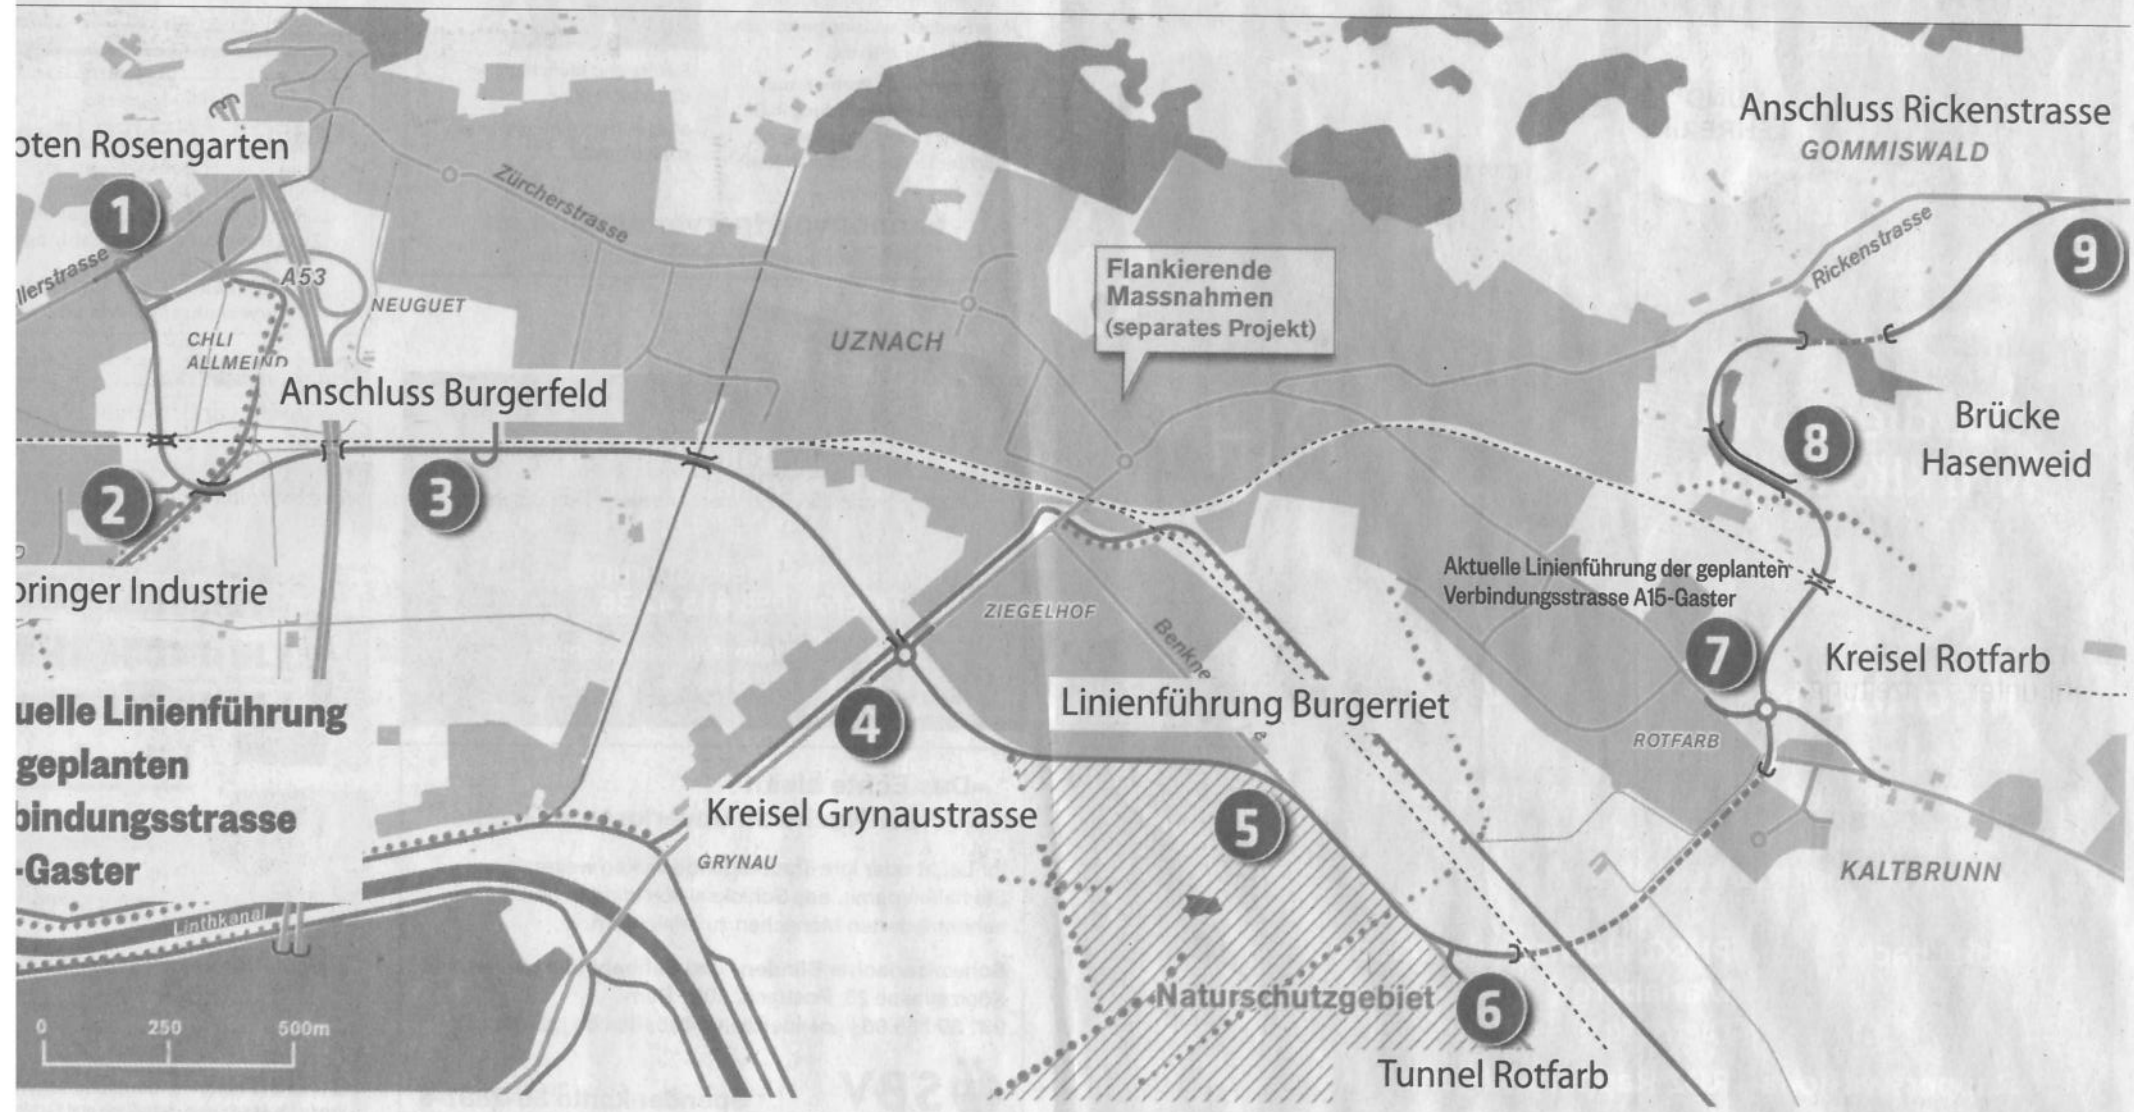 Anschluss Rickenstrasse
GOMMISWALD
oten Rosengarten
1
Zürcherstrasse
Rickenstrasse
9
llerstrasse
A53
NEUGUET
Flankierende
Massnahmen
(separates Projekt)
CHLI
ALLMEIND
UZNACH
Anschluss Burgerfeld
Brücke
Hasenweid
8
2
3
Aktuelle Linienführung der geplanten
Verbindungsstrasse A15-Gaster
pringer Industrie
ZIEGELHOF
Benkne
7
Kreisel Rotfarb
uelle Linienführung
geplanten
bindungsstrasse
-Gaster
4
Linienführung Burgerriet
ROTFARB
Kreisel Grynaustrasse
5
GRYNAU
KALTBRUNN
Linthkanal
Naturschutzgebiet
6
0 250 500m
Tunnel Rotfarb